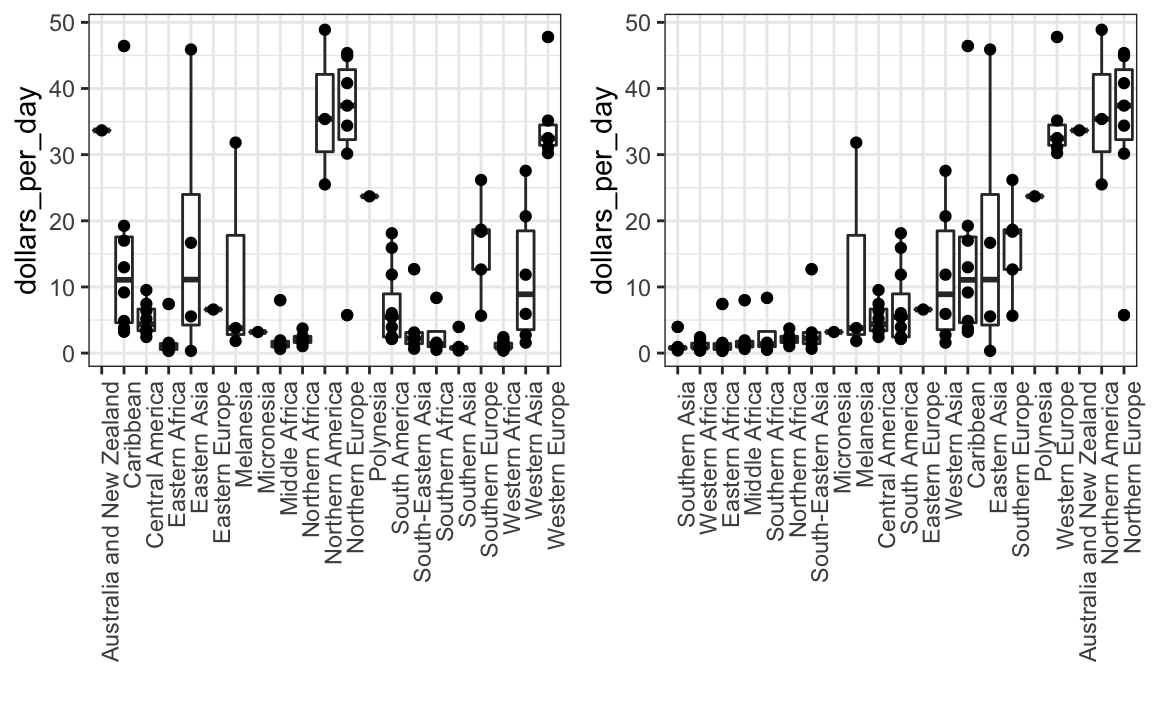 dollars_per_day
50
40
30
20
10
0
Australia and New Zealand
Caribbean
Central America
Eastern Africa
Eastern Asia
Eastern Europe
Melanesia
Micronesia
Middle Africa
Northern Africa
Northern America
Northern Europe
Polynesia
South America
South-Eastern Asia
Southern Africa
Southern Asia
Southern Europe
Western Africa
Western Asia
Western Europe
dollars_per_day
50
40
30
20
10
0
Southern Asia
Western Africa
Eastern Africa
Middle Africa
Southern Africa
Northern Africa
South-Eastern Asia
Micronesia
Melanesia
Central America
South America
Eastern Europe
Western Asia
Caribbean
Eastern Asia
Southern Europe
Polynesia
Western Europe
Australia and New Zealand
Northern America
Northern Europe